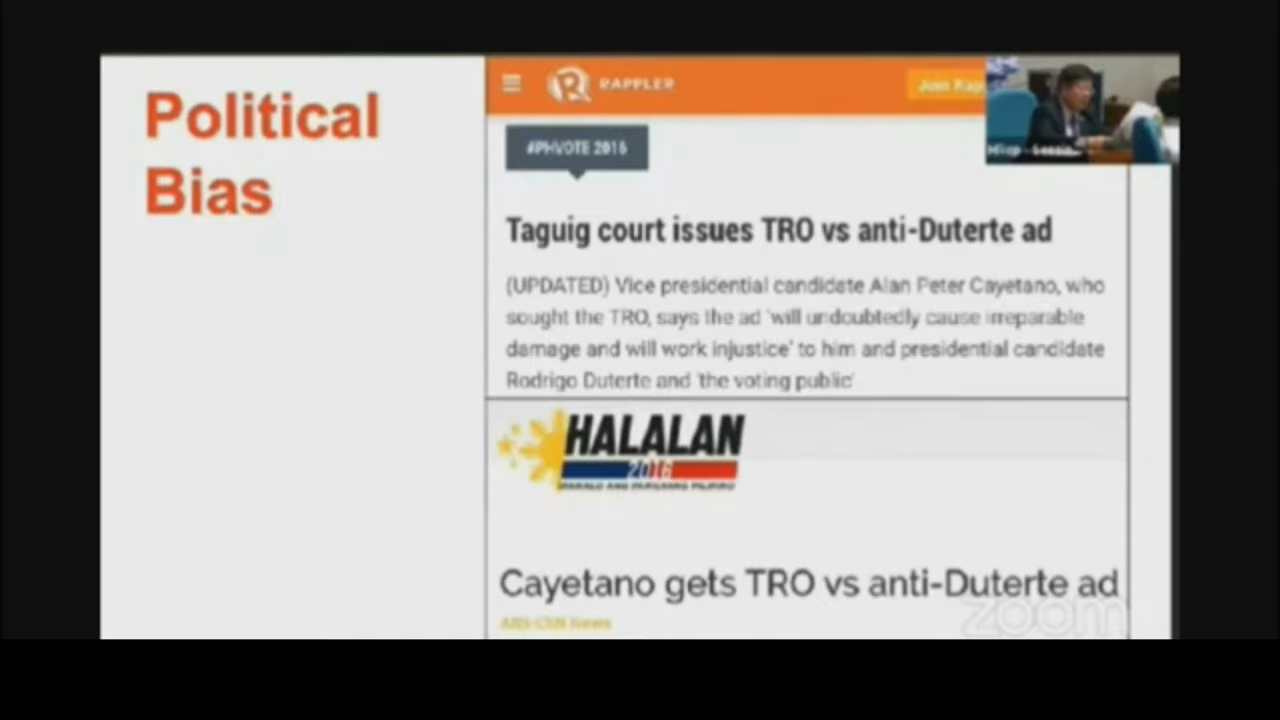 Political
Bias
RAPPLER
#PHVOTE 2016
Taguig court issues TRO vs anti-Duterte ad
(UPDATED) Vice presidential candidate Alan Peter Cayetano, who
sought the TRO, says the ad 'will undoubtedly cause irreparable
damage and will work injustice' to him and presidential candidate
Rodrigo Duterte and 'the voting public'
HALALAN
2016
Cayetano gets TRO vs anti-Duterte ad
ABS-CBN News
zoom